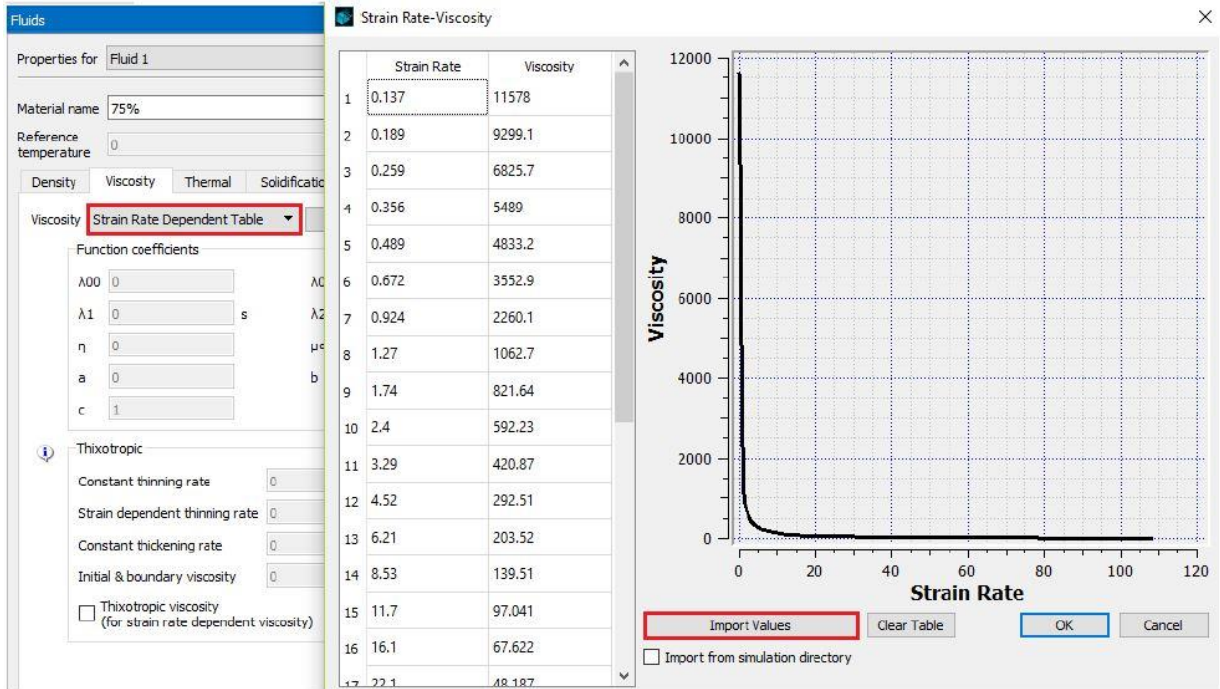 Fluids
Properties for Fluid 1
Material name 75%
Reference temperature 0
Density Viscosity Thermal
Viscosity Strain Rate Dependent Table
Function coefficients
λ00 0
λ1 0 s
η 0
a 0 b
c 1
Thixotropic
Constant thinning rate 0
Strain dependent thinning rate 0
Constant thickening rate 0
Initial & boundary viscosity 0
Thixotropic viscosity
(for strain rate dependent viscosity)
Strain Rate-Viscosity
Strain Rate Viscosity
1 0.137 11578
2 0.189 9299.1
3 0.259 6825.7
4 0.356 5489
5 0.489 4833.2
6 0.672 3552.9
7 0.924 2260.1
8 1.27 1062.7
9 1.74 821.64
10 2.4 592.23
11 3.29 420.87
12 4.52 292.51
13 6.21 203.52
14 8.53 139.51
15 11.7 97.041
16 16.1 67.622
17 22.1 48.187
12000
10000
8000
6000
4000
2000
0
Viscosity
0 20 40 60 80 100 120
Strain Rate
Import Values Clear Table OK Cancel
Import from simulation directory